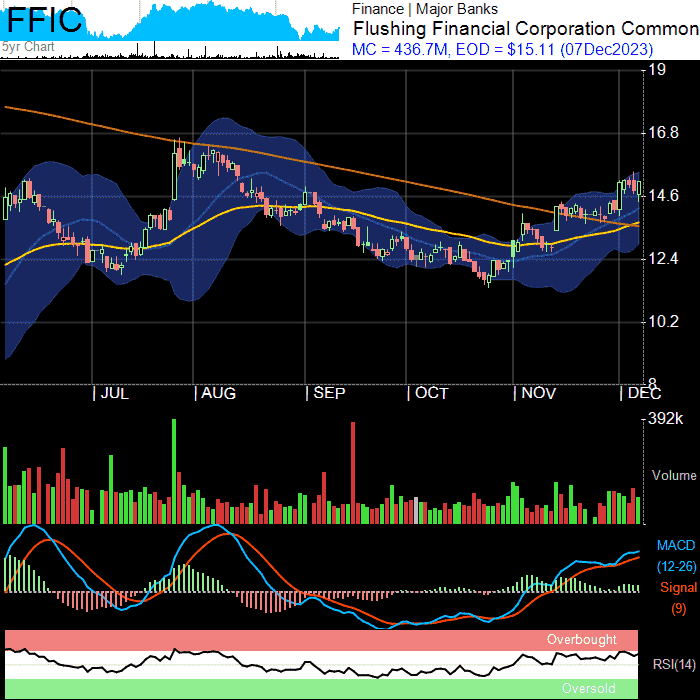 FFIC
5yr Chart
Finance | Major Banks
Flushing Financial Corporation Common
MC = 436.7M, EOD = $15.11 (07Dec2023)
19
16.8
14.6
12.4
10.2
8
JUL AUG SEP OCT NOV DEC
392k
Volume
MACD
(12-26)
Signal
(9)
Overbought
RSI(14)
Oversold